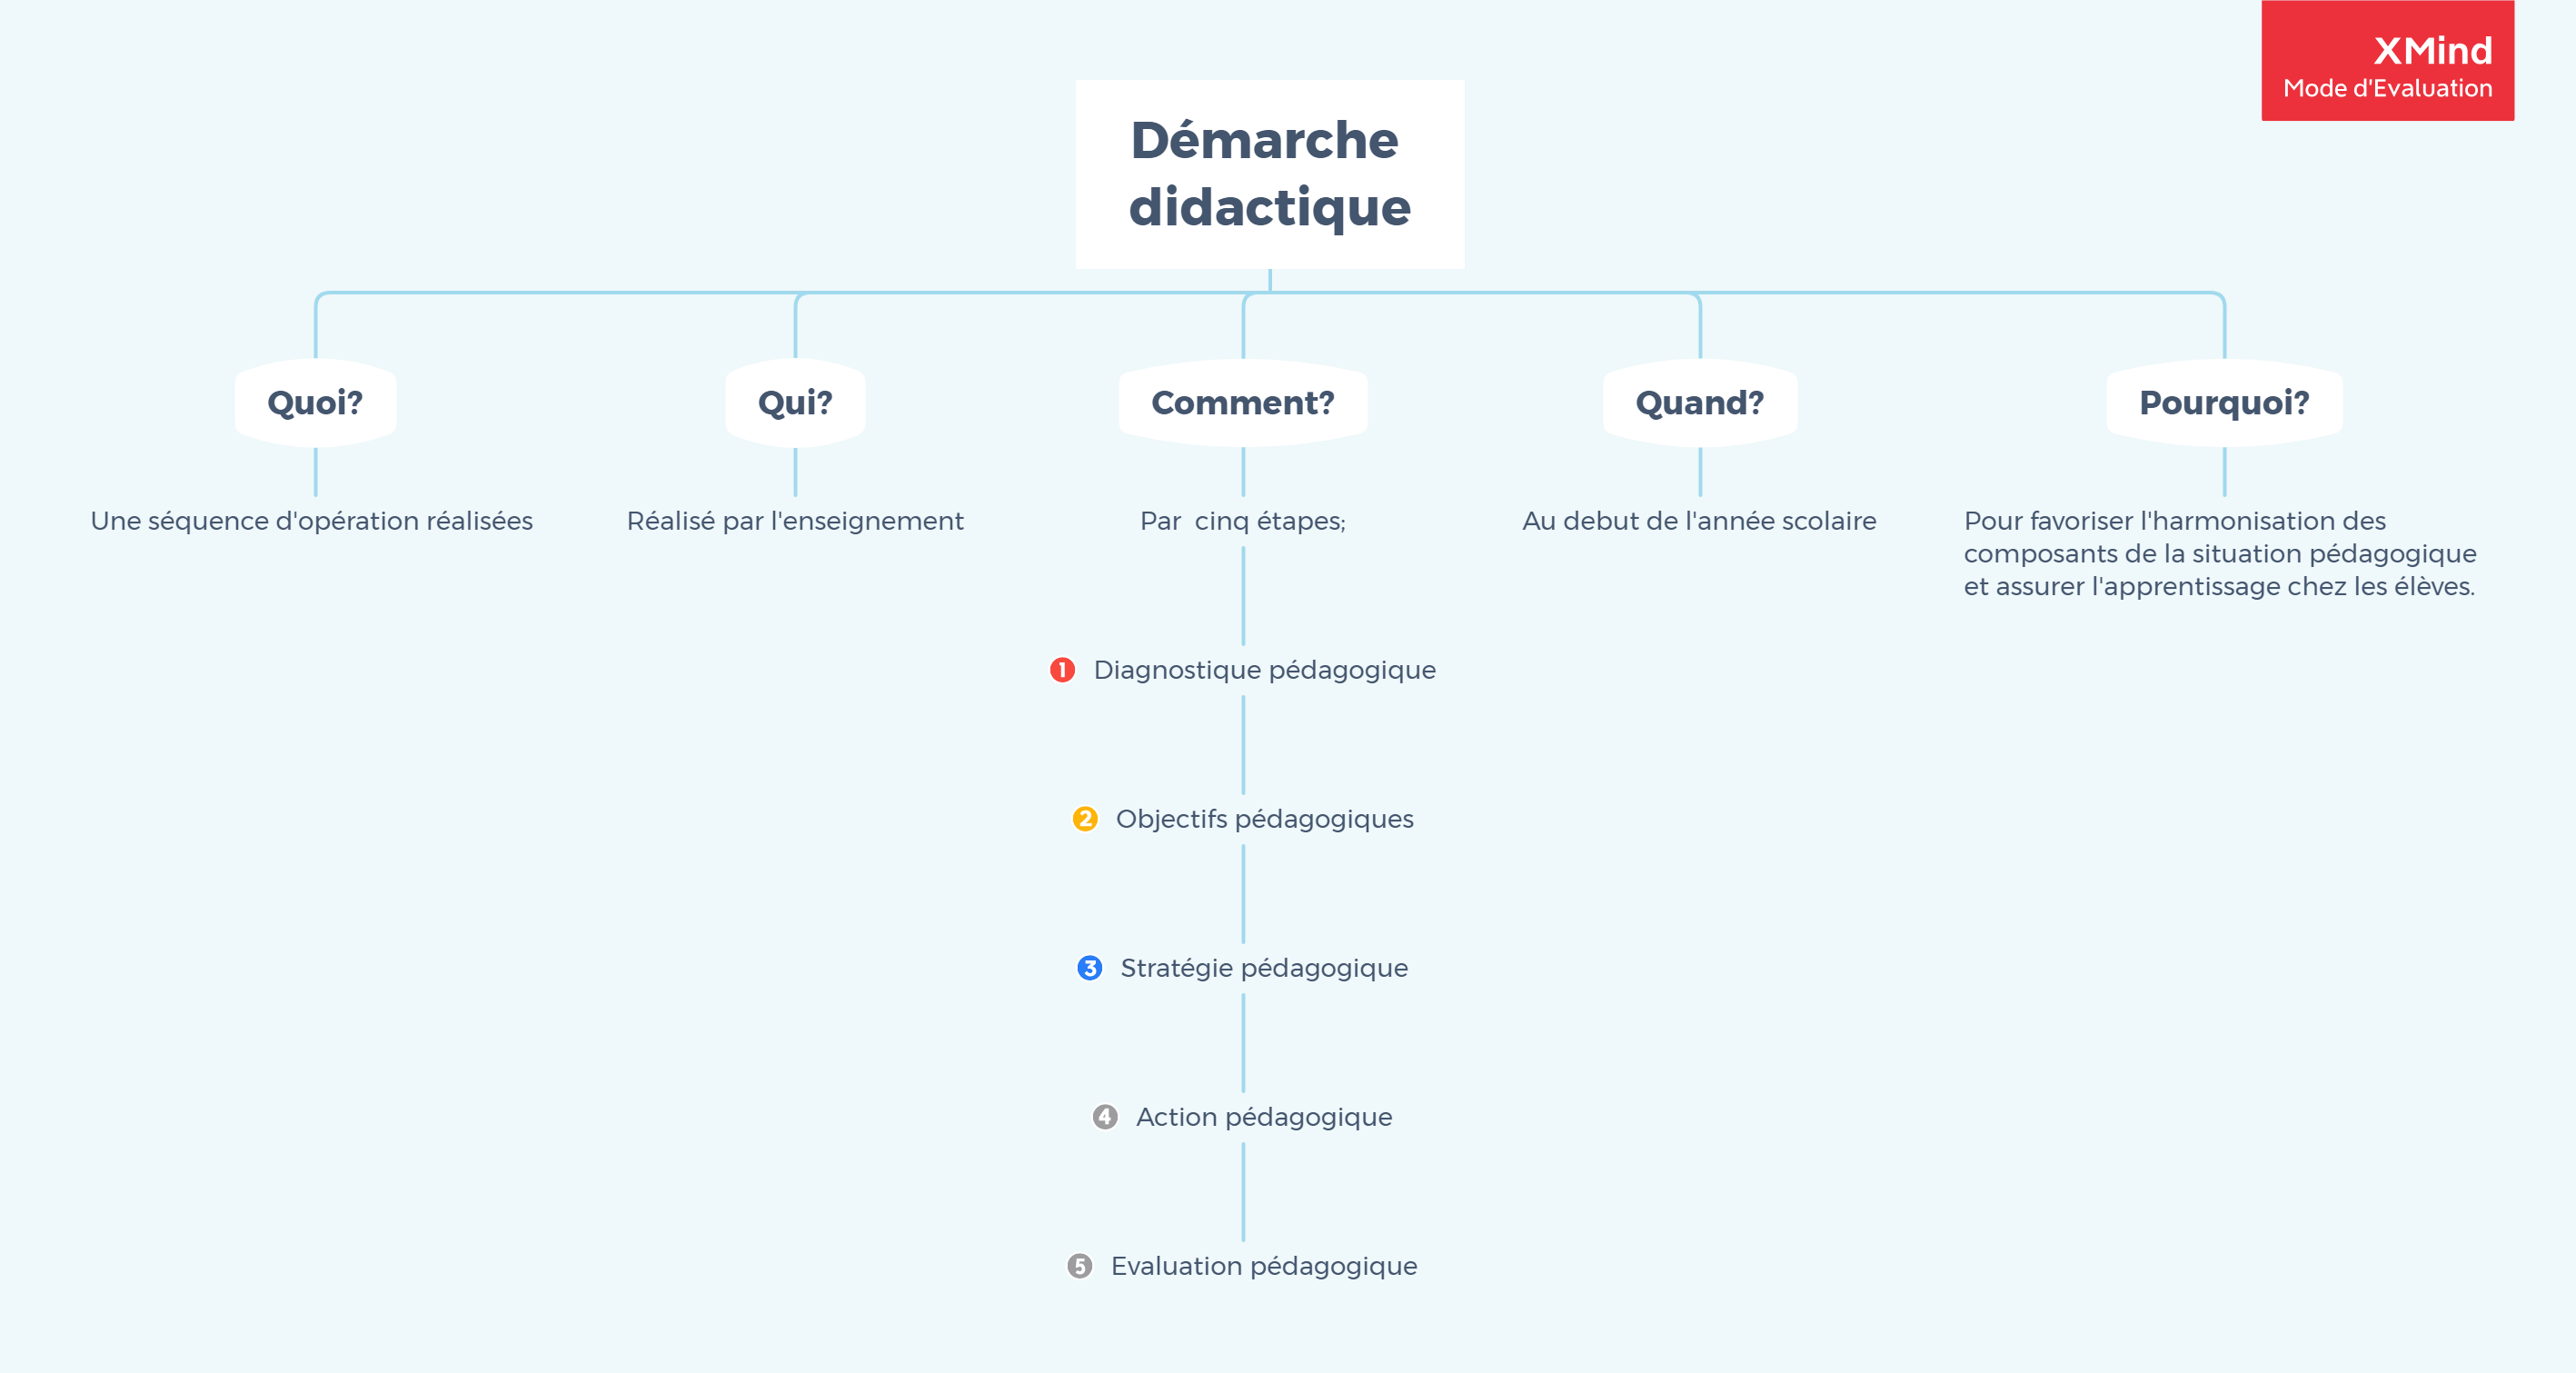 XMind
Mode d'Evaluation
Démarche
didactique
Quoi?
Qui?
Comment?
Quand?
Pourquoi?
Une séquence d'opération réalisées
Réalisé par l'enseignement
Par  cinq étapes;
Au debut de l'année scolaire
Pour favoriser l'harmonisation des
composants de la situation pédagogique
et assurer l'apprentissage chez les élèves.
1 Diagnostique pédagogique
2 Objectifs pédagogiques
3 Stratégie pédagogique
4 Action pédagogique
5 Evaluation pédagogique